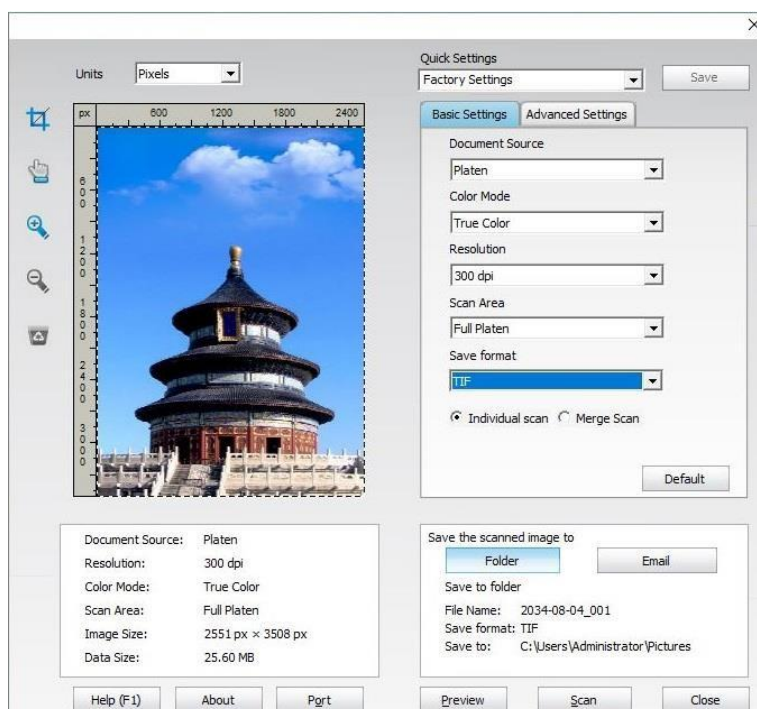 Units
Pixels
px 600 1200 1800 2400
600
1200
1800
2400
3000
Quick Settings
Factory Settings
Save
Basic Settings
Advanced Settings
Document Source
Platen
Color Mode
True Color
Resolution
300 dpi
Scan Area
Full Platen
Save format
TIF
Individual scan
Merge Scan
Default
Document Source: Platen
Resolution: 300 dpi
Color Mode: True Color
Scan Area: Full Platen
Image Size: 2551 px × 3508 px
Data Size: 25.60 MB
Save the scanned image to
Folder
Email
Save to folder
File Name: 2034-08-04_001
Save format: TIF
Save to: C:\Users\Administrator\Pictures
Help (F1)
About
Port
Preview
Scan
Close